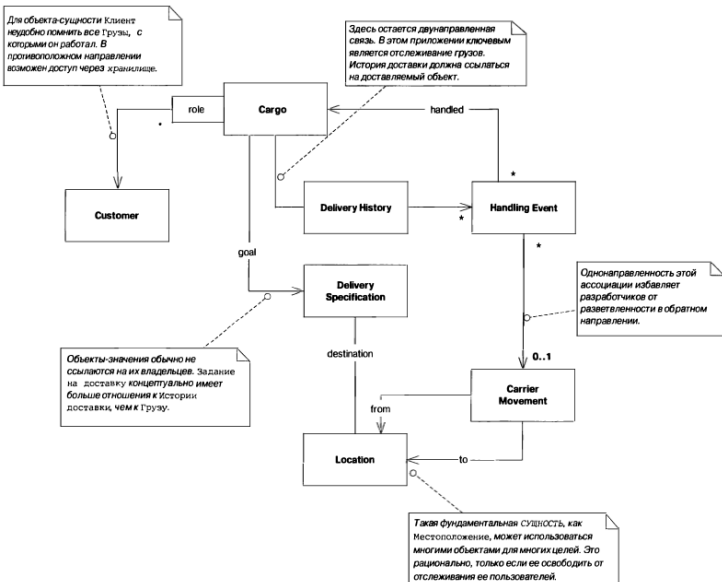 Для объекта-сущности Клиент
неудобно помнить все Грузы, с
которыми он работал. В
противоположном направлении
возможен доступ через хранилище.
Здесь остается двунаправленная
связь. В этом приложении ключевым
является отслеживание грузов.
История доставки должна ссылаться
на доставляемый объект.
role
Cargo
handled
*
*
Customer
Delivery History
Handling Event
*
*
goal
Delivery
Specification
Однонаправленность этой
ассоциации избавляет
разработчиков от
разветвленности в обратном
направлении.
Объекты-значения обычно не
ссылаются на их владельцев. Задание
на доставку концептуально имеет
больше отношения к Истории
доставки, чем к Грузу.
destination
0..1
Carrier
Movement
from
Location
to
Такая фундаментальная СУЩНОСТЬ, как
Местоположение, может использоваться
многими объектами для многих целей. Это
рационально, только если ее освободить от
отслеживания ее пользователей.